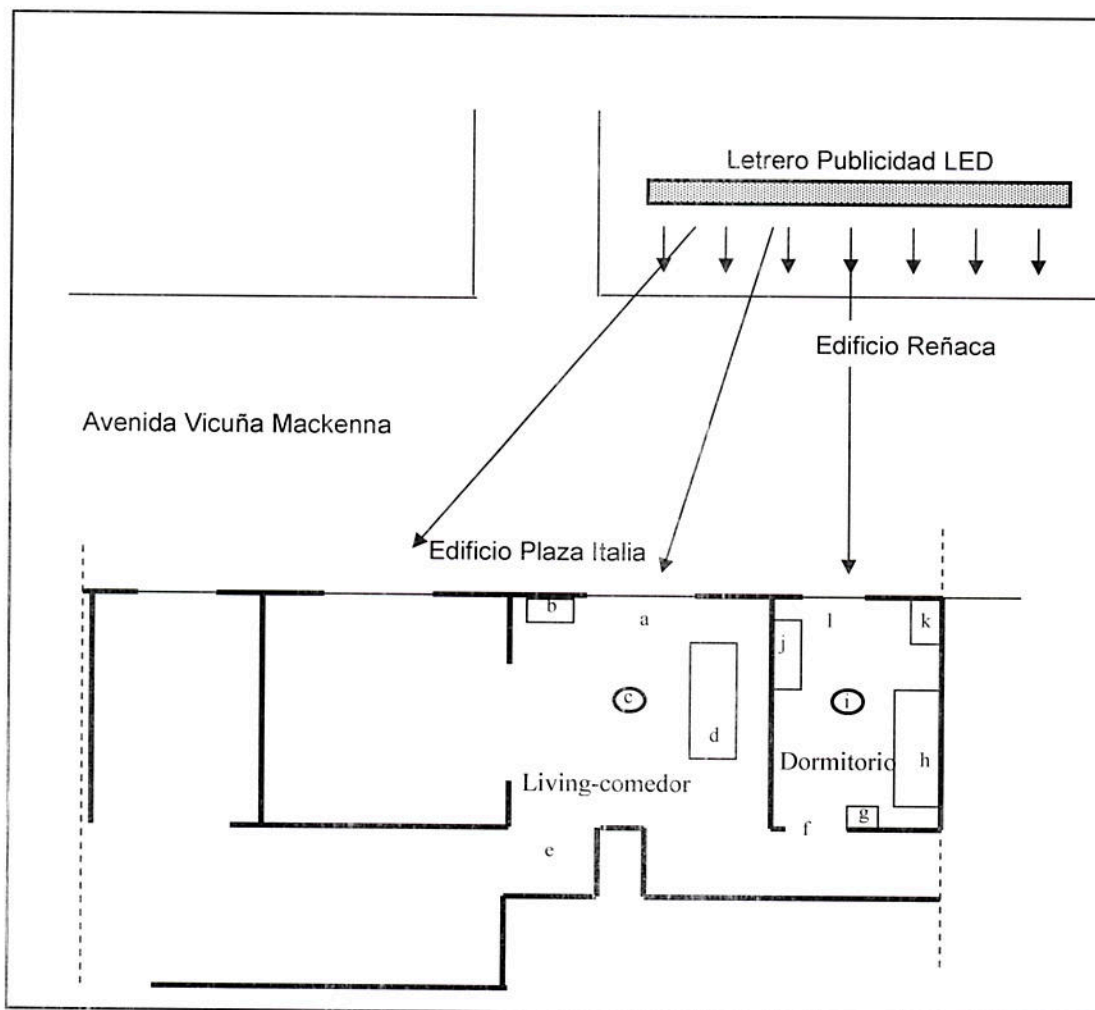 Letrero Publicidad LED
Edificio Reñaca
Avenida Vicuña Mackenna
Edificio Plaza Italia
b
a
l
k
j
c
i
d
Dormitorio
h
Living-comedor
g
f
e